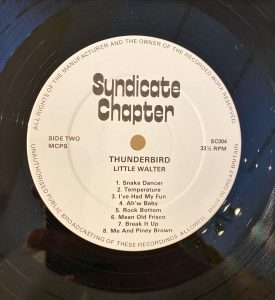 ALL RIGHTS OF THE MANUFACTURER AND THE OWNER OF THE RECORDED WORK RESERVED.
Syndicate
Chapter
SIDE TWO
MCPS
SC004
33⅓ RPM
THUNDERBIRD
LITTLE WALTER
1. Snake Dancer
2. Temperature
3. I've Had My Fun
4. Ah'w Baby
5. Rock Bottom
6. Mean Old Frisco
7. Break It Up
8. Me And Piney Brown
UNAUTHORISED PUBLIC BROADCASTING OF THESE RECORDINGS. ALLOWED. MADE IN GREAT BRITAIN.